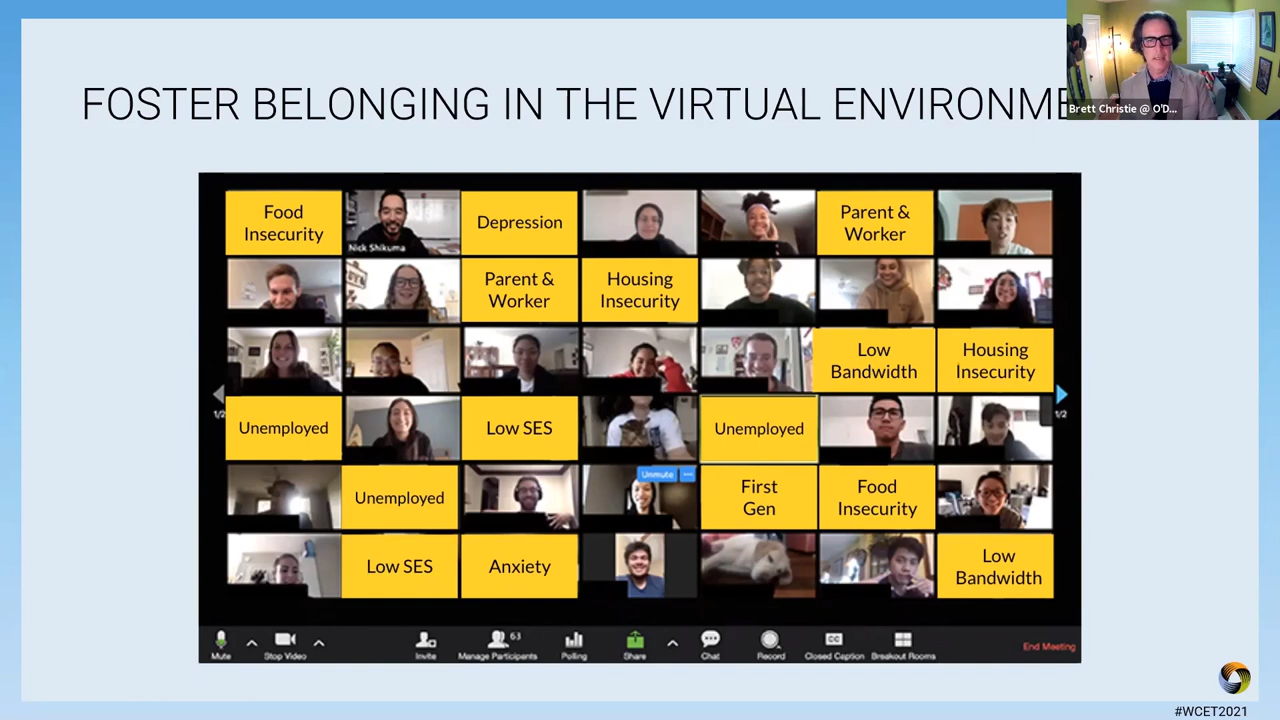 FOSTER BELONGING IN THE VIRTUAL ENVIRONME
Brett Christie @ O'D...
Food
Insecurity
Nick Shikuma
Depression
Parent &
Worker
Parent &
Worker
Housing
Insecurity
Low
Bandwidth
Housing
Insecurity
1/2
Unemployed
Low SES
Unemployed
1/2
Unemployed
Unmute
...
First
Gen
Food
Insecurity
Low SES
Anxiety
Low
Bandwidth
Mute
Stop Video
Invite
63
Manage Participants
Polling
Share
Chat
Record
CC
Closed Caption
Breakout Rooms
End Meeting
#WCET2021